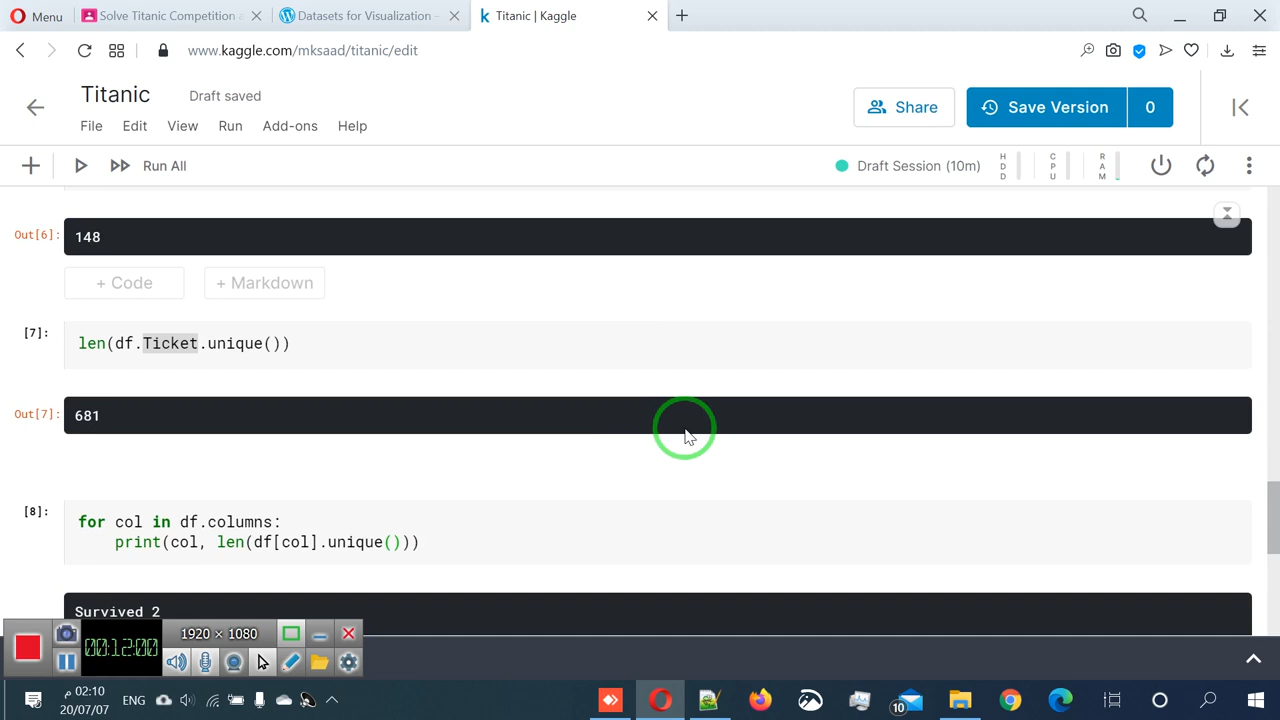 Menu
Solve Titanic Competition a
Datasets for Visualization –
Titanic | Kaggle
www.kaggle.com/mksaad/titanic/edit
Titanic
Draft saved
File Edit View Run Add-ons Help
Share
Save Version 0
Run All
Draft Session (10m)
HDD
CPU
RAM
Out[6]: 148
+ Code + Markdown
[7]: len(df.Ticket.unique())
Out[7]: 681
[8]: for col in df.columns:
print(col, len(df[col].unique()))
Survived 2
00:12:00
1920 × 1080
ENG
02:10 م
20/07/07
10